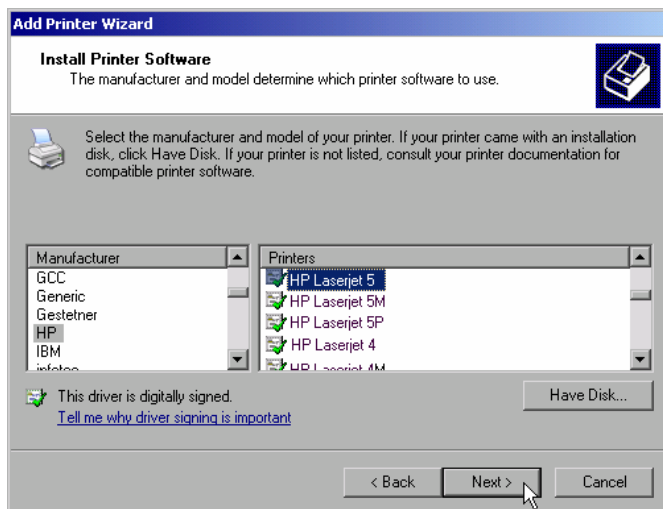 Add Printer Wizard
Install Printer Software
The manufacturer and model determine which printer software to use.
Select the manufacturer and model of your printer. If your printer came with an installation
disk, click Have Disk. If your printer is not listed, consult your printer documentation for
compatible printer software.
Manufacturer
GCC
Generic
Gestetner
HP
IBM
infotec
Printers
HP Laserjet 5
HP Laserjet 5M
HP Laserjet 5P
HP Laserjet 4
HP Laserjet 4M
This driver is digitally signed.
Tell me why driver signing is important
Have Disk...
< Back
Next >
Cancel